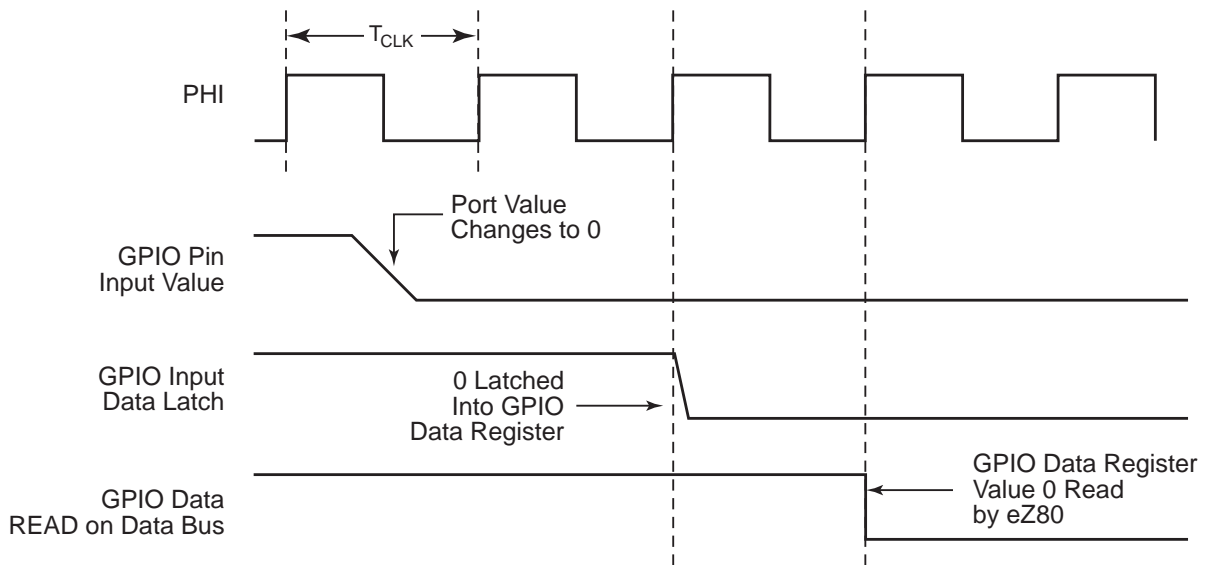 TCLK
PHI
Port Value
Changes to 0
GPIO Pin
Input Value
GPIO Input
Data Latch
0 Latched
Into GPIO
Data Register
GPIO Data
READ on Data Bus
GPIO Data Register
Value 0 Read
by eZ80